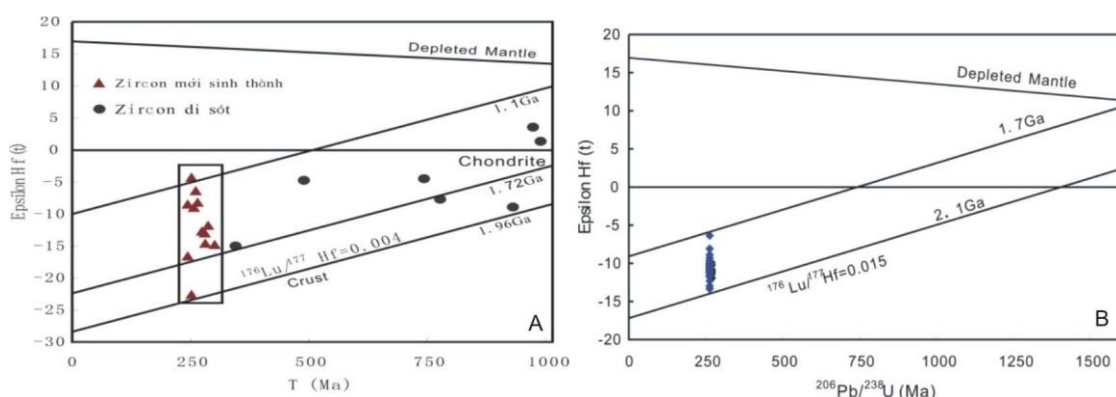 20
15
10
5
0
-5
-10
-15
-20
-25
-30
Epsilon Hf(t)
Depleted Mantle
Zircon mới sinh thành
Zircon di sót
1.1Ga
Chondrite
1.72Ga
1.96Ga
176Lu/177 Hf=0.004
Crust
A
0
250
500
750
1000
T (Ma)
20
15
10
5
0
-5
-10
-15
-20
Epsilon Hf (t)
Depleted Mantle
1.7Ga
2.1Ga
176Lu/177Hf=0.015
B
0
250
500
750
1000
1250
1500
206Pb/238U (Ma)